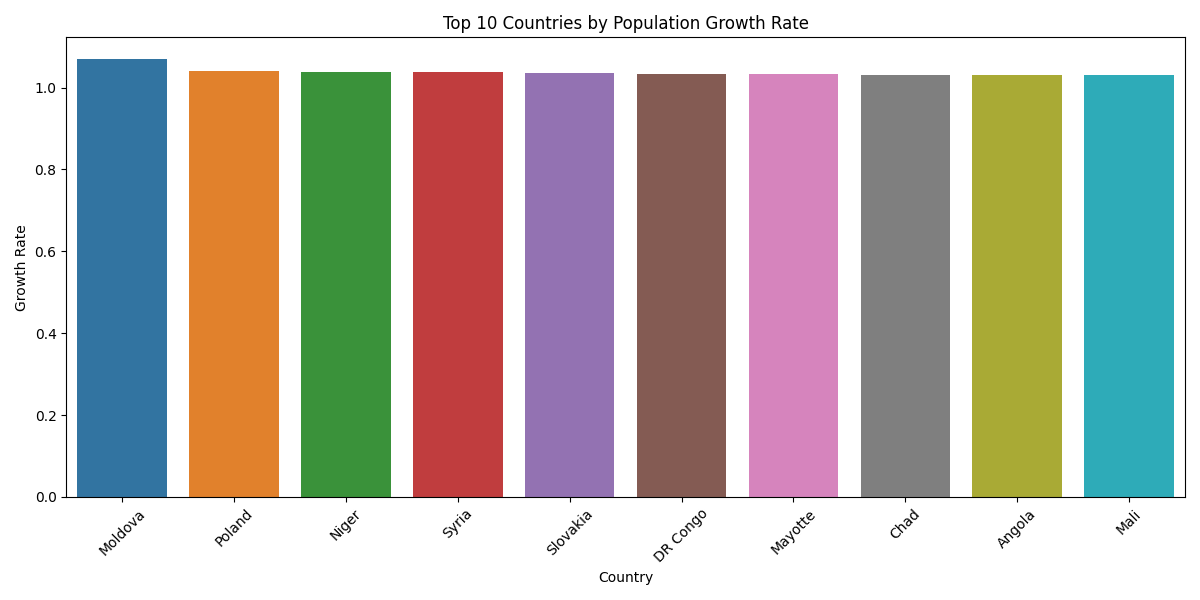 Top 10 Countries by Population Growth Rate
Growth Rate
1.0
0.8
0.6
0.4
0.2
0.0
Moldova
Poland
Niger
Syria
Slovakia
DR Congo
Mayotte
Chad
Angola
Mali
Country